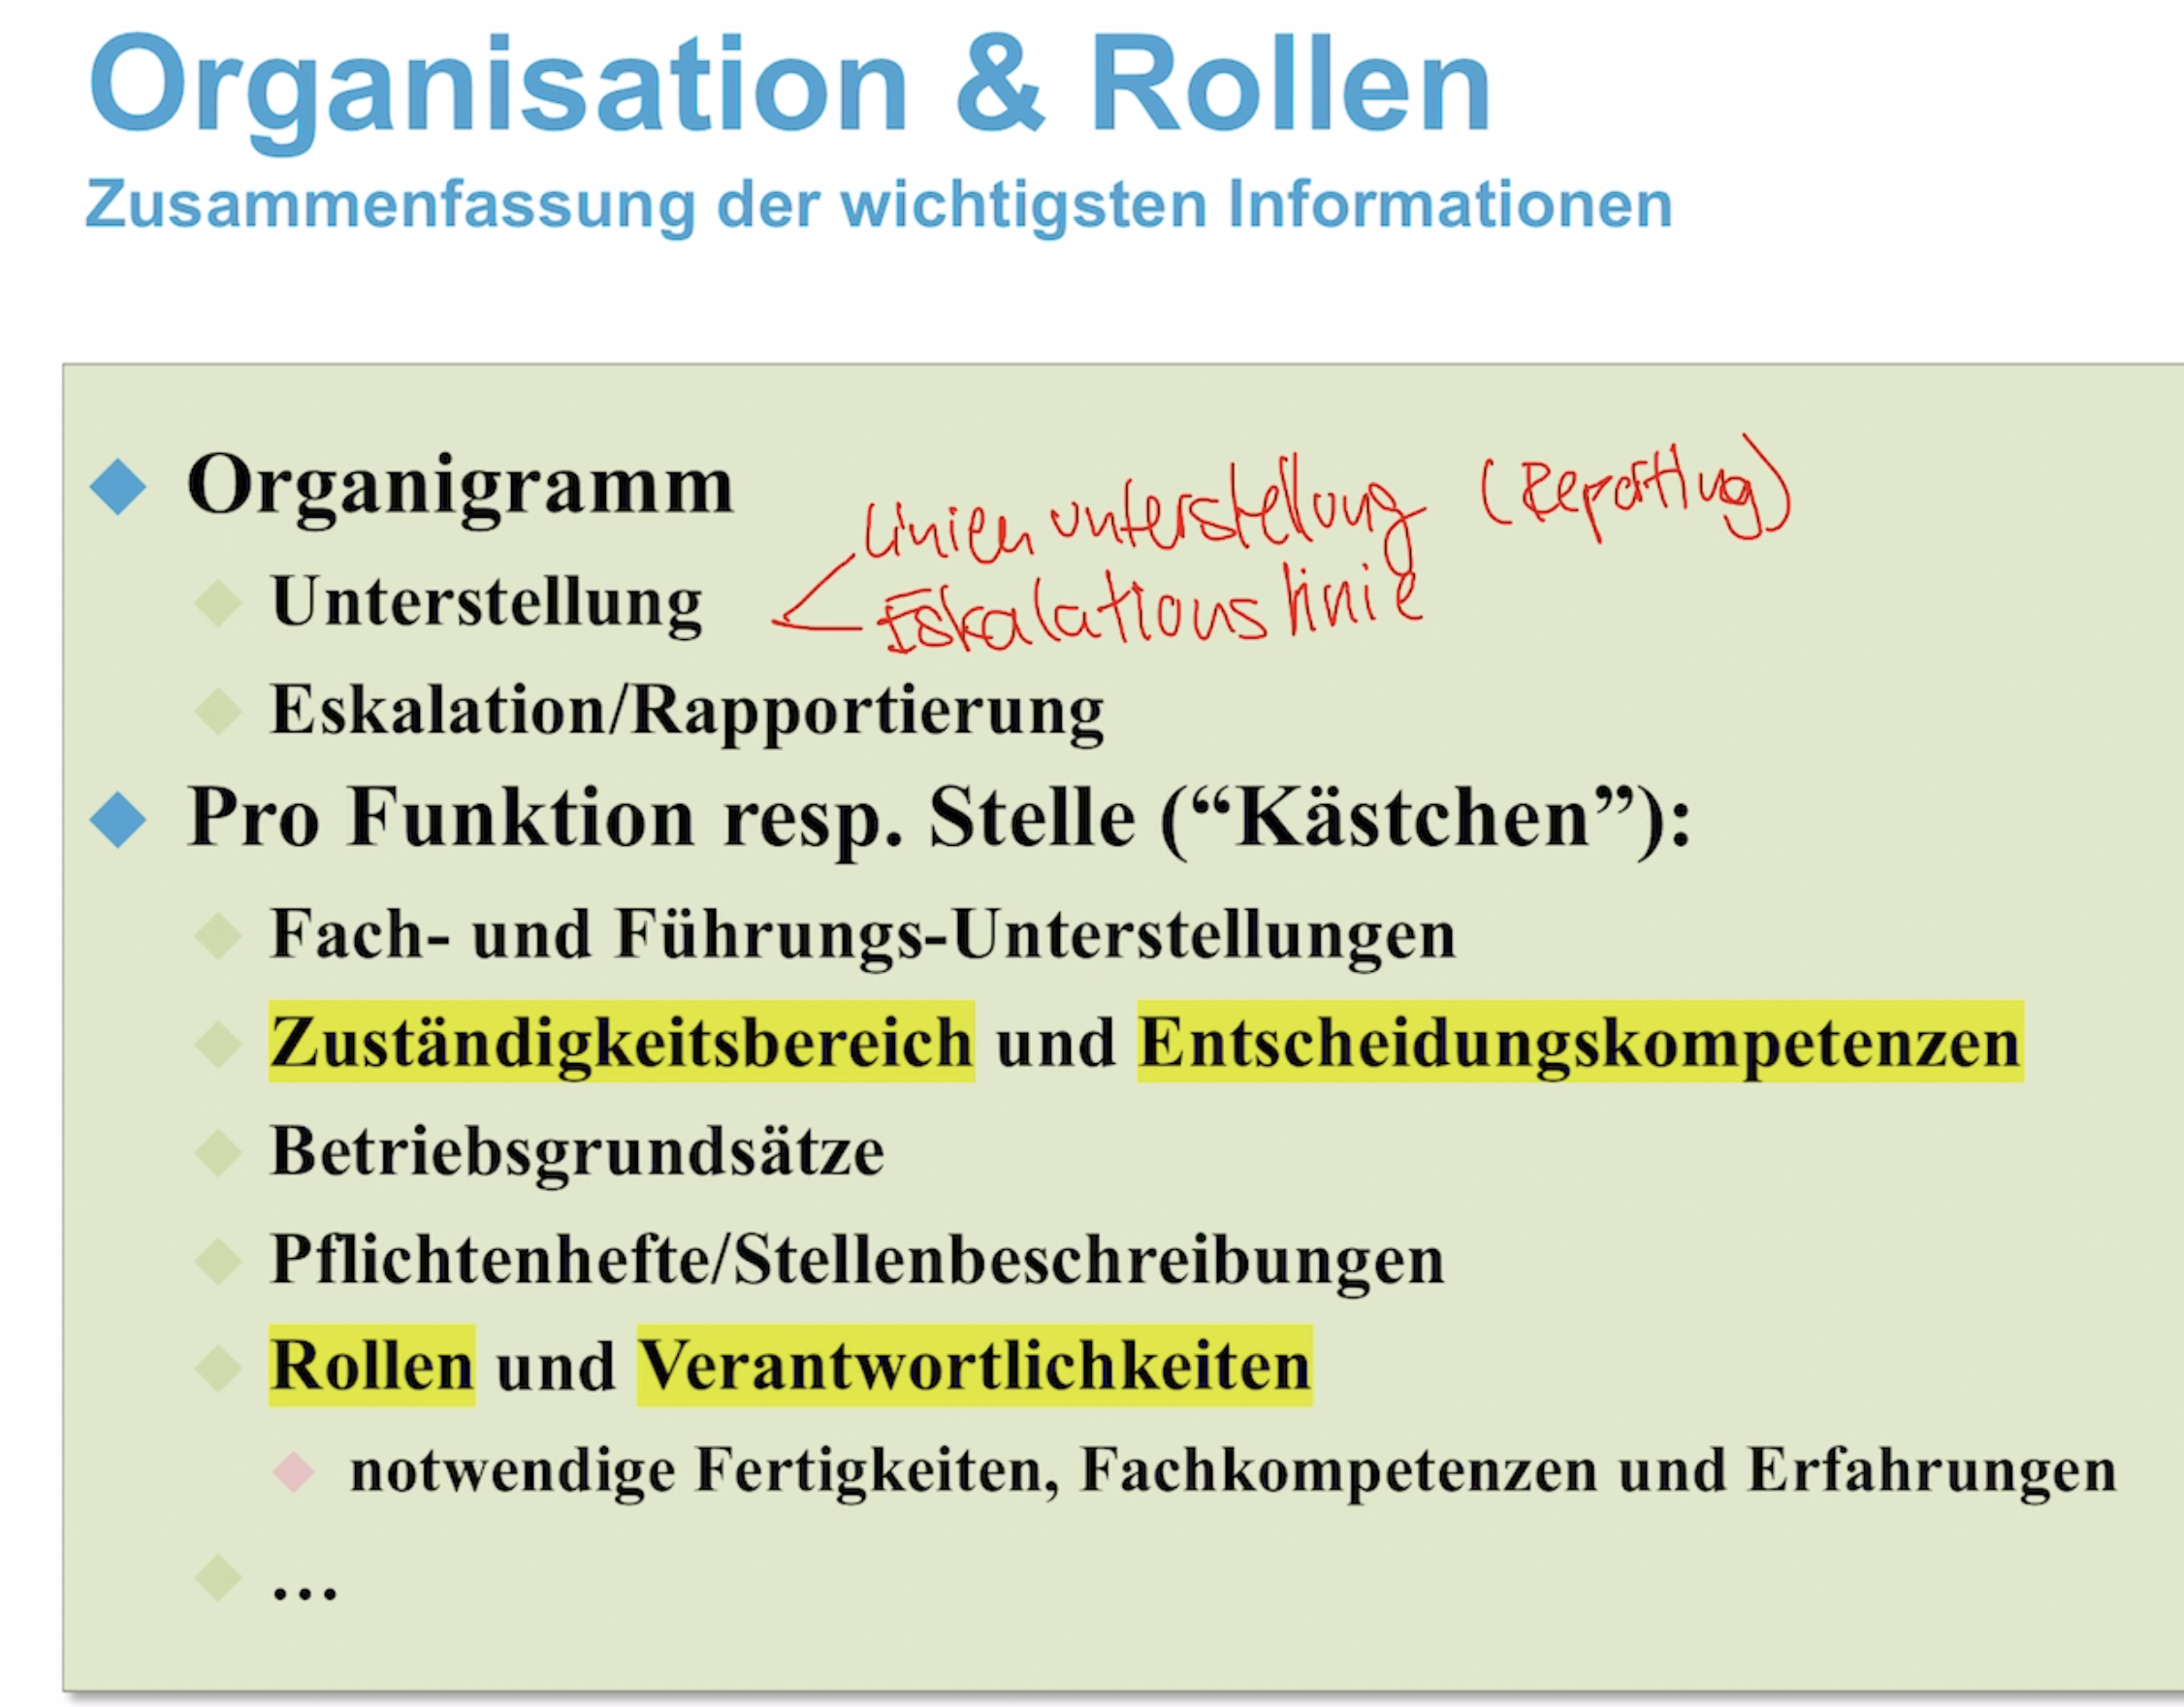 Organisation & Rollen
Zusammenfassung der wichtigsten Informationen
Organigramm
Linienunterstellung (Reporting)
Unterstellung
Eskalationslinie
Eskalation/Rapportierung
Pro Funktion resp. Stelle (“Kästchen”):
Fach- und Führungs-Unterstellungen
Zuständigkeitsbereich und Entscheidungskompetenzen
Betriebsgrundsätze
Pflichtenhefte/Stellenbeschreibungen
Rollen und Verantwortlichkeiten
notwendige Fertigkeiten, Fachkompetenzen und Erfahrungen
...